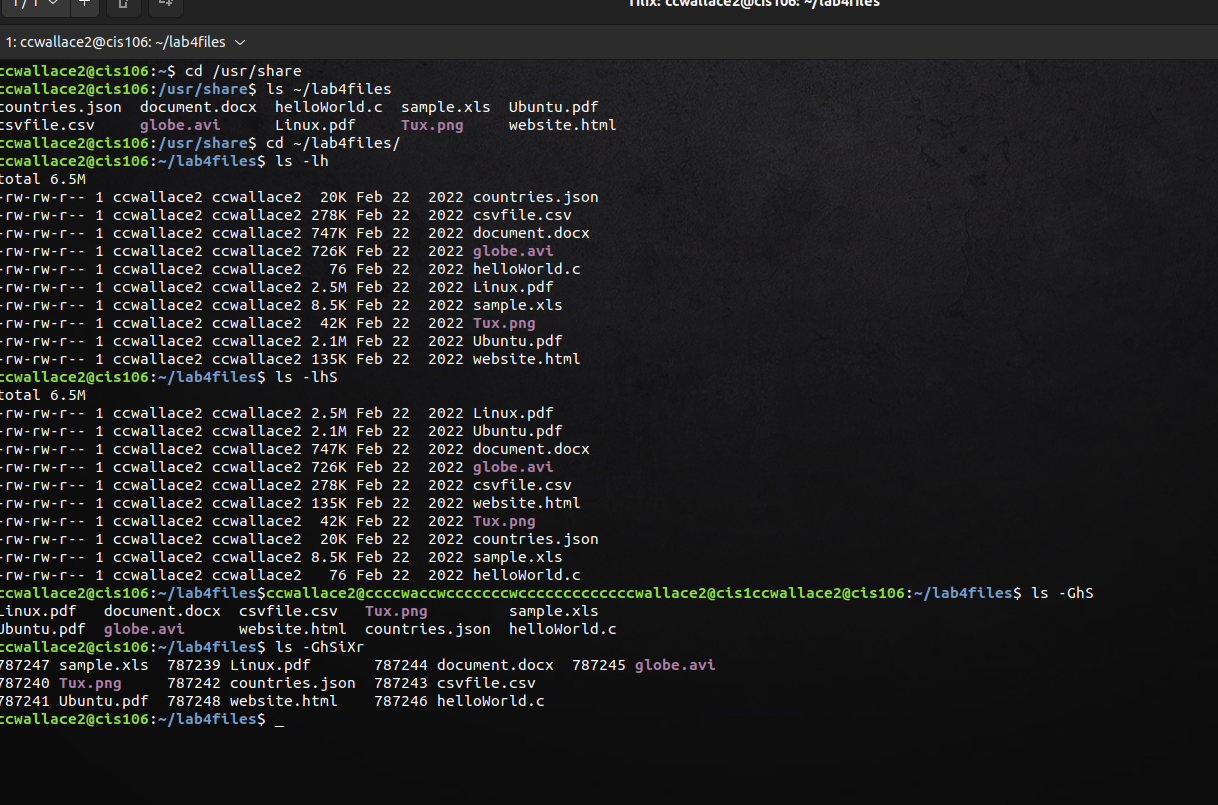 1 / 1
Tilix: ccwallace2@cis106: ~/lab4files
1: ccwallace2@cis106: ~/lab4files
ccwallace2@cis106:~$ cd /usr/share
ccwallace2@cis106:/usr/share$ ls ~/lab4files
countries.json  document.docx  helloWorld.c  sample.xls  Ubuntu.pdf
csvfile.csv     globe.avi      Linux.pdf     Tux.png     website.html
ccwallace2@cis106:/usr/share$ cd ~/lab4files/
ccwallace2@cis106:~/lab4files$ ls -lh
total 6.5M
-rw-rw-r-- 1 ccwallace2 ccwallace2  20K Feb 22  2022 countries.json
-rw-rw-r-- 1 ccwallace2 ccwallace2 278K Feb 22  2022 csvfile.csv
-rw-rw-r-- 1 ccwallace2 ccwallace2 747K Feb 22  2022 document.docx
-rw-rw-r-- 1 ccwallace2 ccwallace2 726K Feb 22  2022 globe.avi
-rw-rw-r-- 1 ccwallace2 ccwallace2   76 Feb 22  2022 helloWorld.c
-rw-rw-r-- 1 ccwallace2 ccwallace2 2.5M Feb 22  2022 Linux.pdf
-rw-rw-r-- 1 ccwallace2 ccwallace2 8.5K Feb 22  2022 sample.xls
-rw-rw-r-- 1 ccwallace2 ccwallace2  42K Feb 22  2022 Tux.png
-rw-rw-r-- 1 ccwallace2 ccwallace2 2.1M Feb 22  2022 Ubuntu.pdf
-rw-rw-r-- 1 ccwallace2 ccwallace2 135K Feb 22  2022 website.html
ccwallace2@cis106:~/lab4files$ ls -lhS
total 6.5M
-rw-rw-r-- 1 ccwallace2 ccwallace2 2.5M Feb 22  2022 Linux.pdf
-rw-rw-r-- 1 ccwallace2 ccwallace2 2.1M Feb 22  2022 Ubuntu.pdf
-rw-rw-r-- 1 ccwallace2 ccwallace2 747K Feb 22  2022 document.docx
-rw-rw-r-- 1 ccwallace2 ccwallace2 726K Feb 22  2022 globe.avi
-rw-rw-r-- 1 ccwallace2 ccwallace2 278K Feb 22  2022 csvfile.csv
-rw-rw-r-- 1 ccwallace2 ccwallace2 135K Feb 22  2022 website.html
-rw-rw-r-- 1 ccwallace2 ccwallace2  42K Feb 22  2022 Tux.png
-rw-rw-r-- 1 ccwallace2 ccwallace2  20K Feb 22  2022 countries.json
-rw-rw-r-- 1 ccwallace2 ccwallace2 8.5K Feb 22  2022 sample.xls
-rw-rw-r-- 1 ccwallace2 ccwallace2   76 Feb 22  2022 helloWorld.c
ccwallace2@cis106:~/lab4files$ccwallace2@ccccwaccwcccccccwcccccccccccccwallace2@cis1ccwallace2@cis106:~/lab4files$ ls -GhS
Linux.pdf   document.docx  csvfile.csv   Tux.png         sample.xls
Ubuntu.pdf  globe.avi      website.html  countries.json  helloWorld.c
ccwallace2@cis106:~/lab4files$ ls -GhSiXr
787247 sample.xls  787239 Linux.pdf       787244 document.docx  787245 globe.avi
787240 Tux.png     787242 countries.json  787243 csvfile.csv
787241 Ubuntu.pdf  787248 website.html    787246 helloWorld.c
ccwallace2@cis106:~/lab4files$ _